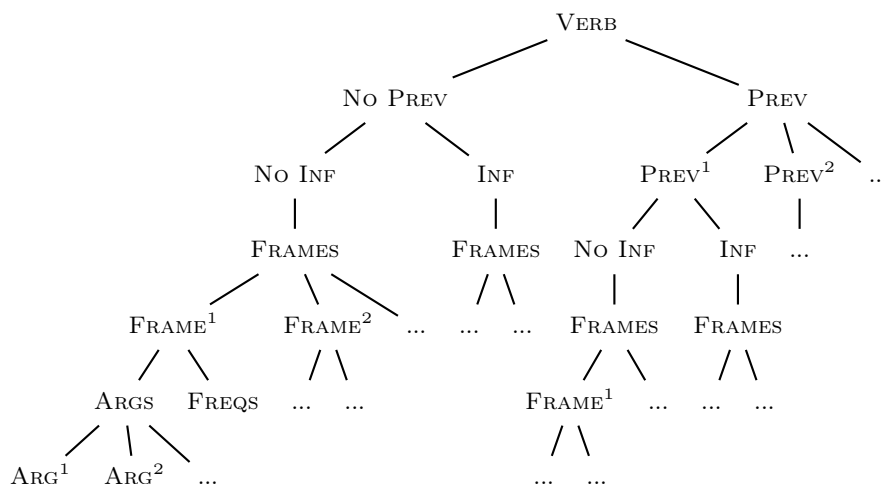 VERB
NO PREV PREV
NO INF INF PREV¹ PREV² ..
FRAMES FRAMES NO INF INF ...
FRAME¹ FRAME² ... ... ... FRAMES FRAMES
ARGS FREQS ... ... FRAME¹ ... ... ...
ARG¹ ARG² ... ... ...